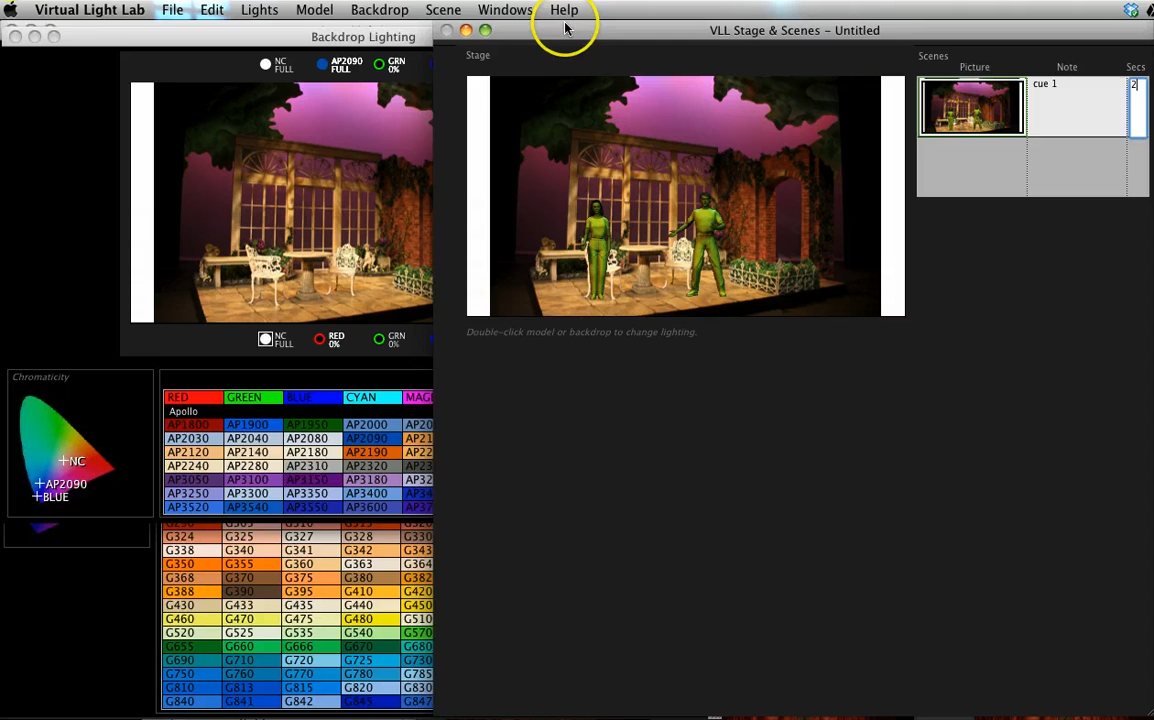 Virtual Light Lab File Edit Lights Model Backdrop Scene Windows Help
Backdrop Lighting
VLL Stage & Scenes – Untitled
NC FULL
AP2090 FULL
GRN 0%
Stage
Scenes
Picture Note Secs
cue 1 2
Double-click model or backdrop to change lighting.
NC FULL
RED 0%
GRN 0%
Chromaticity
NC
AP2090
BLUE
RED GREEN BLUE CYAN
Apollo
AP1800 AP1900 AP1950 AP2000
AP2030 AP2040 AP2080 AP2090
AP2120 AP2140 AP2180 AP2190
AP2240 AP2280 AP2310 AP2320
AP3050 AP3100 AP3150 AP3180
AP3250 AP3300 AP3350 AP3400
AP3520 AP3540 AP3550 AP3600
G324 G325 G327 G328 G330
G338 G340 G341 G342 G343
G350 G355 G360 G363 G364
G368 G370 G375 G380 G382
G388 G390 G395 G410 G420
G430 G433 G435 G440 G450
G460 G470 G475 G480 G510
G520 G525 G535 G540 G570
G655 G660 G666 G670 G680
G690 G710 G720 G725 G730
G750 G760 G770 G780 G785
G810 G813 G815 G820 G830
G840 G841 G842 G845 G847